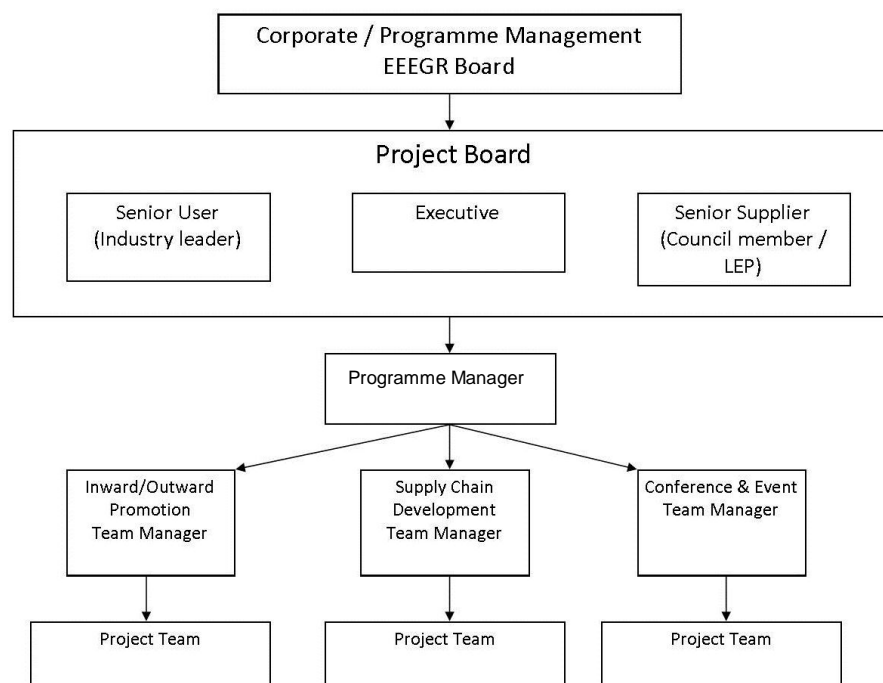 Corporate / Programme Management
EEEGR Board
Project Board
Senior User
(Industry leader)
Executive
Senior Supplier
(Council member /
LEP)
Programme Manager
Inward/Outward
Promotion
Team Manager
Supply Chain
Development
Team Manager
Conference & Event
Team Manager
Project Team
Project Team
Project Team